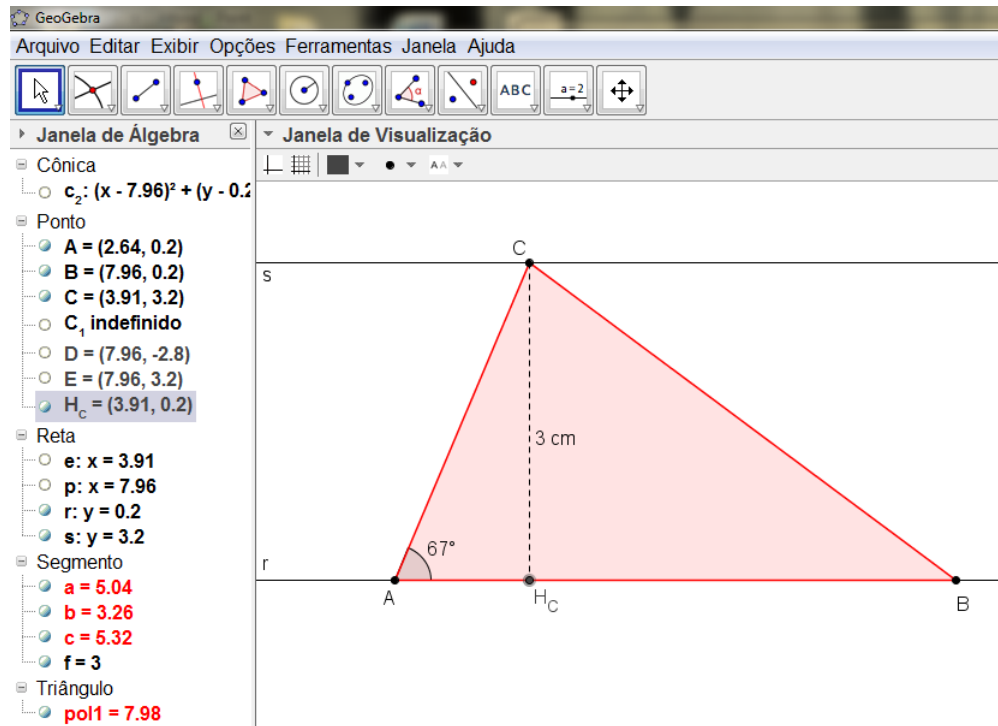 GeoGebra
Arquivo Editar Exibir Opções Ferramentas Janela Ajuda
α ABC a=2
Janela de Álgebra
Janela de Visualização
AA
Cônica
c₂: (x - 7.96)² + (y - 0.2
Ponto
A = (2.64, 0.2)
B = (7.96, 0.2)
C = (3.91, 3.2)
C₁ indefinido
D = (7.96, -2.8)
E = (7.96, 3.2)
H_C = (3.91, 0.2)
Reta
e: x = 3.91
p: x = 7.96
r: y = 0.2
s: y = 3.2
Segmento
a = 5.04
b = 3.26
c = 5.32
f = 3
Triângulo
pol1 = 7.98
C
s
3 cm
67°
r
A
H_C
B